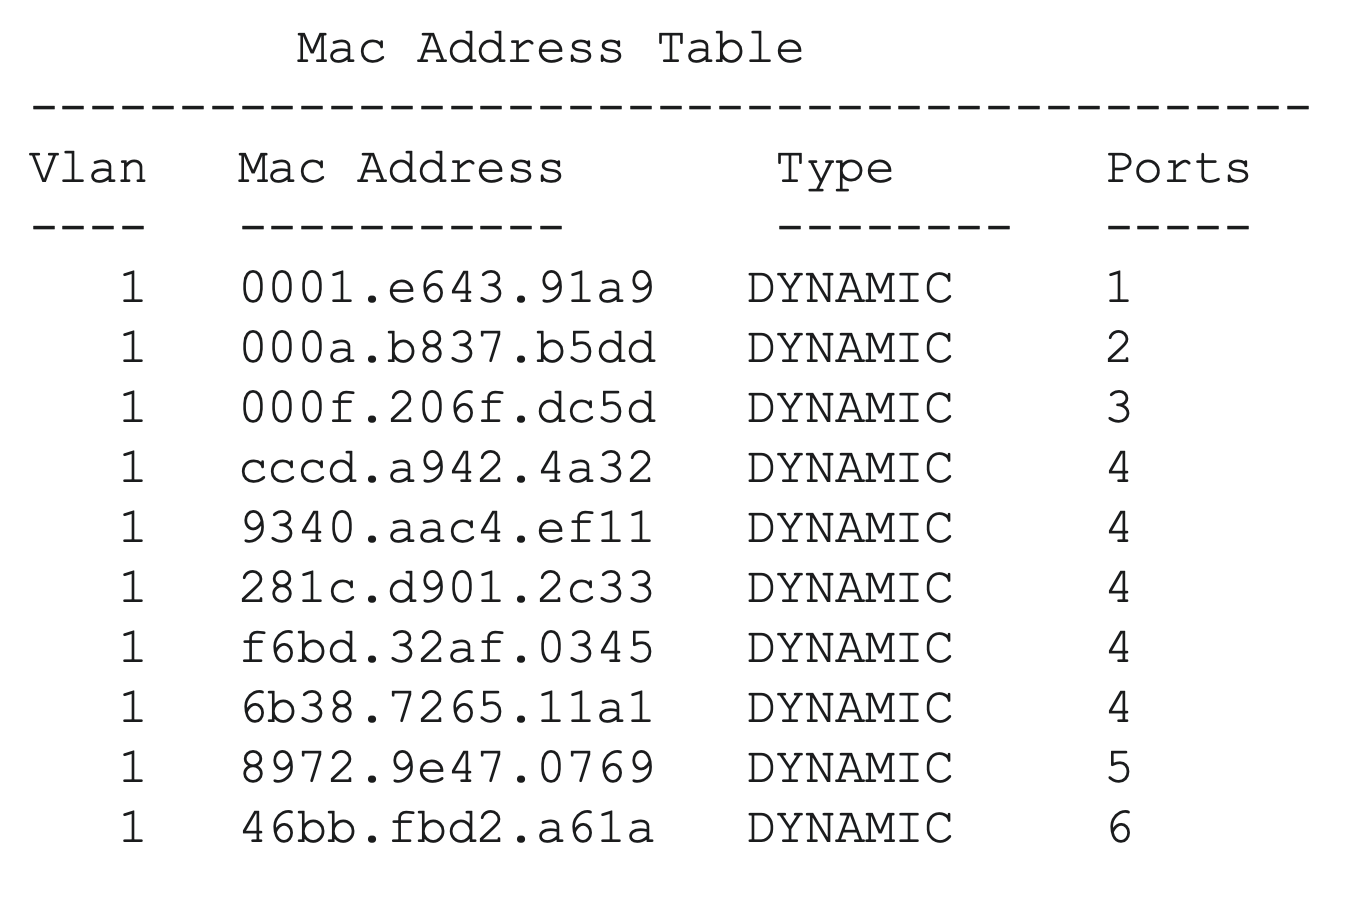 Mac Address Table
-------------------------------------------
Vlan   Mac Address       Type       Ports
----   -----------       --------   -----
   1   0001.e643.91a9   DYNAMIC     1
   1   000a.b837.b5dd   DYNAMIC     2
   1   000f.206f.dc5d   DYNAMIC     3
   1   cccd.a942.4a32   DYNAMIC     4
   1   9340.aac4.ef11   DYNAMIC     4
   1   281c.d901.2c33   DYNAMIC     4
   1   f6bd.32af.0345   DYNAMIC     4
   1   6b38.7265.11a1   DYNAMIC     4
   1   8972.9e47.0769   DYNAMIC     5
   1   46bb.fbd2.a61a   DYNAMIC     6